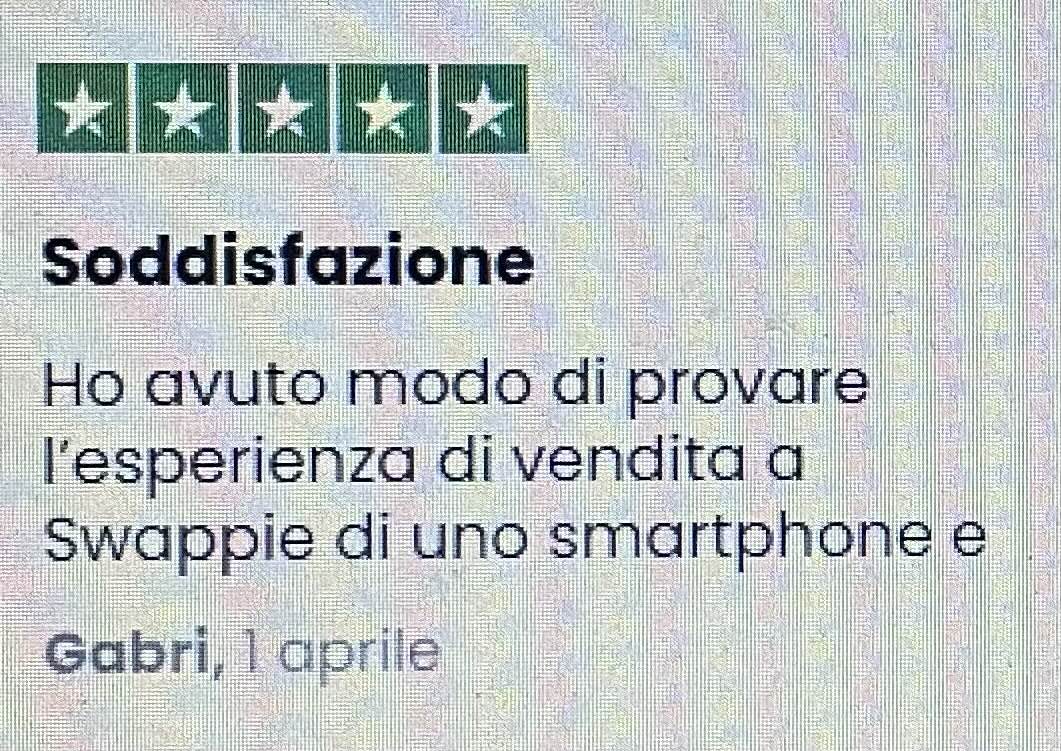 Soddisfazione
Ho avuto modo di provare
l'esperienza di vendita a
Swappie di uno smartphone e
Gabri, 1 aprile